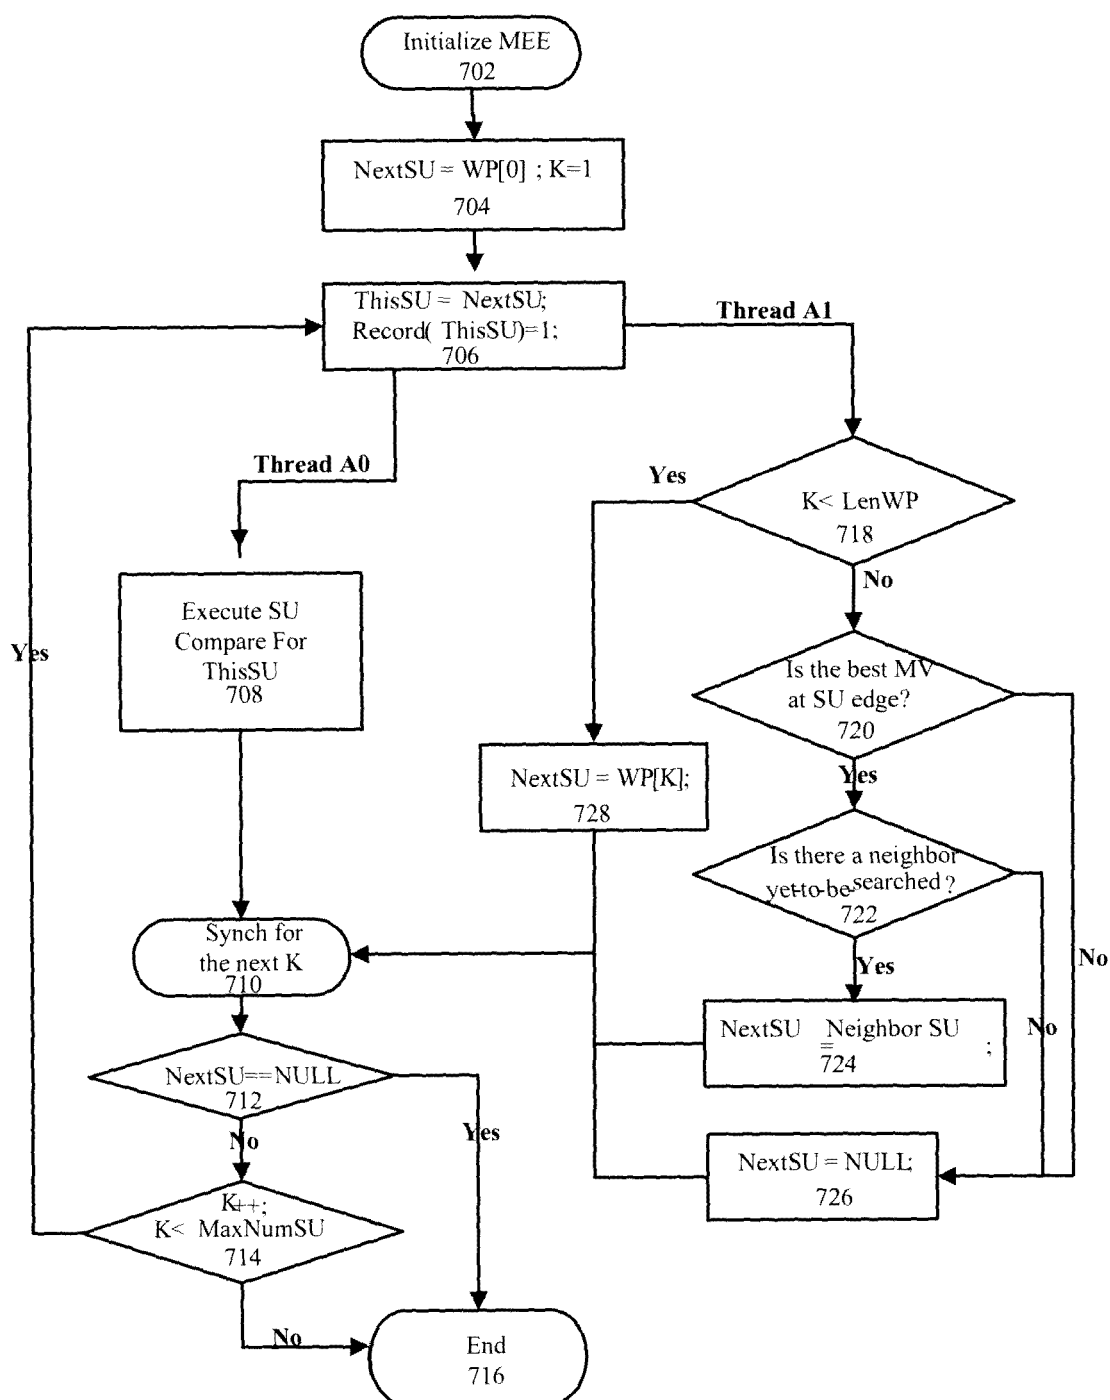 Initialize MEE
702
NextSU = WP[0] ; K=1
704
ThisSU = NextSU;
Record( ThisSU)=1;
706
Thread A1
Thread A0
Yes
K< LenWP
718
No
Execute SU
Compare For
ThisSU
708
Yes
Is the best MV
at SU edge?
720
Yes
NextSU = WP[K];
728
Is there a neighbor
yet-to-be-searched ?
722
Yes
No
Synch for
the next K
710
NextSU = Neighbor SU ;
724
No
NextSU==NULL
712
No
Yes
NextSU = NULL;
726
K++;
K< MaxNumSU
714
No
End
716